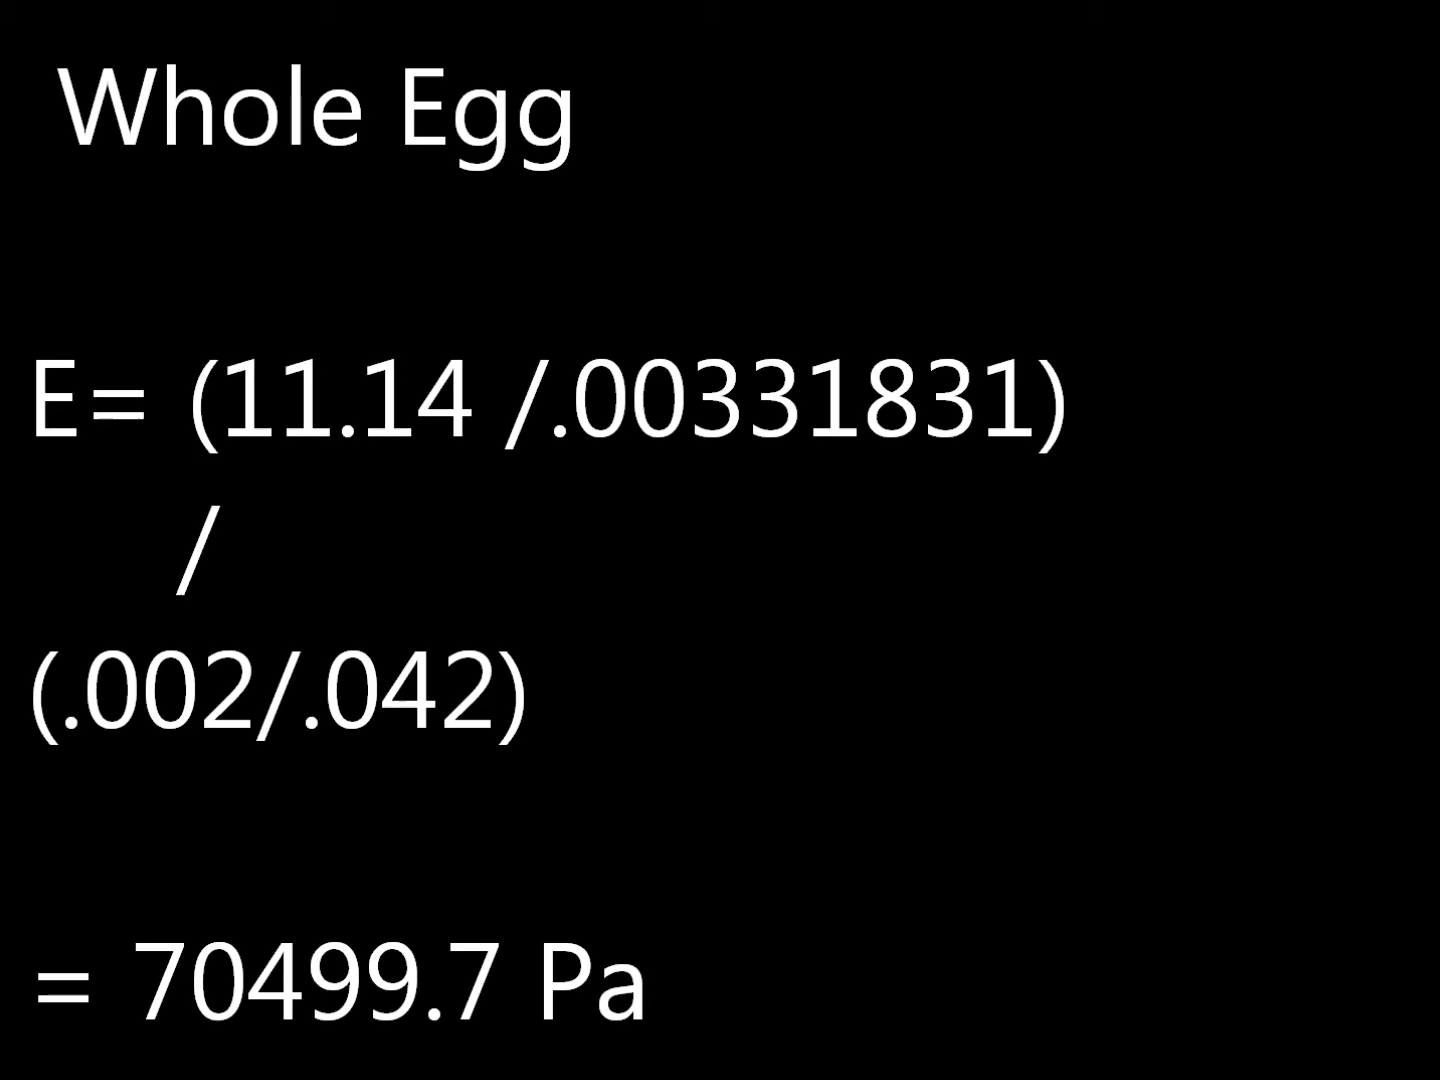 Whole Egg
E= (11.14 /.00331831)
/
(.002/.042)
= 70499.7 Pa